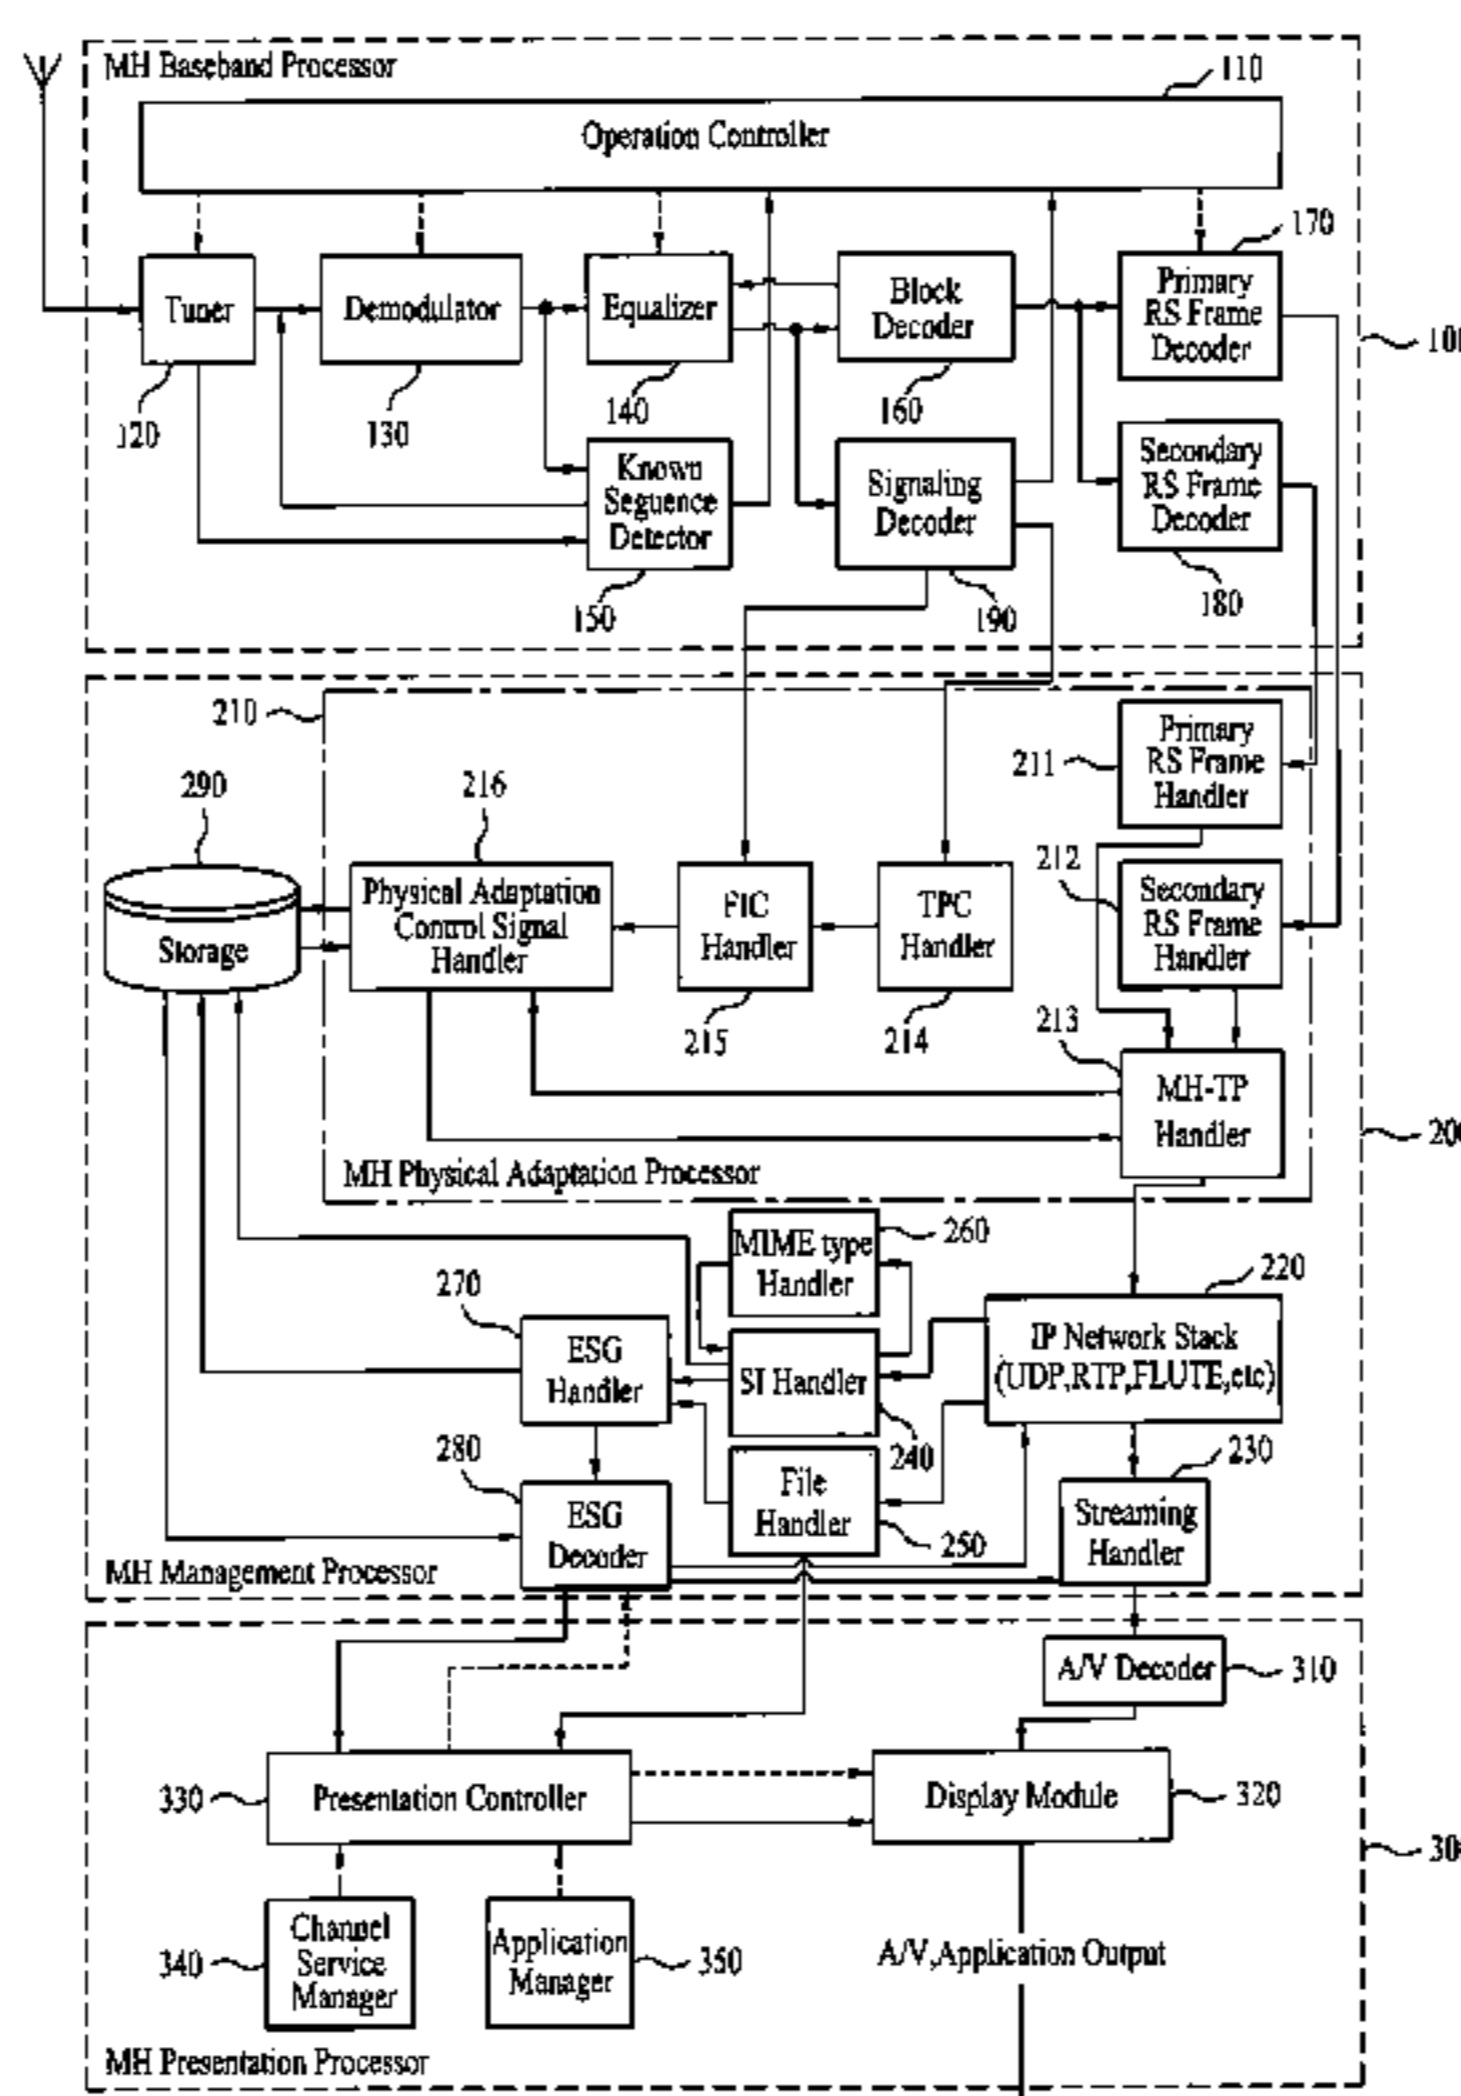 MH Baseband Processor
110
Operation Controller
170
Tuner
Demodulator
Equalizer
Block
Decoder
Primary
RS Frame
Decoder
120
130
140
160
Known
Seguence
Detector
Signaling
Decoder
Secondary
RS Frame
Decoder
150
190
180
210
Primary
RS Frame
Handler
211
290
216
212
Storage
Physical Adaptation
Control Signal
Handler
FIC
Handler
TPC
Handler
Secondary
RS Frame
Handler
215
214
213
MH-TP
Handler
MH Physical Adaptation Processor
MIME type
Handler
260
270
220
ESG
Handler
SI Handler
IP Network Stack
(UDP,RTP,FLUTE,etc)
280
240
230
ESG
Decoder
File
Handler
250
Streaming
Handler
MH Management Processor
A/V Decoder
310
330
Presentation Controller
Display Module
320
340
Channel
Service
Manager
Application
Manager
350
A/V,Application Output
MH Presentation Processor